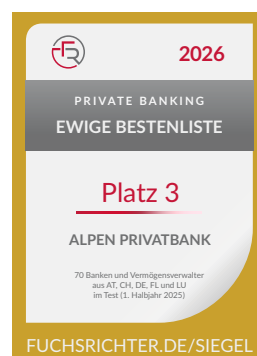 FR
2026
PRIVATE BANKING
EWIGE BESTENLISTE
Platz 3
ALPEN PRIVATBANK
70 Banken und Vermögensverwalter
aus AT, CH, DE, FL und LU
im Test (1. Halbjahr 2025)
FUCHSRICHTER.DE/SIEGEL